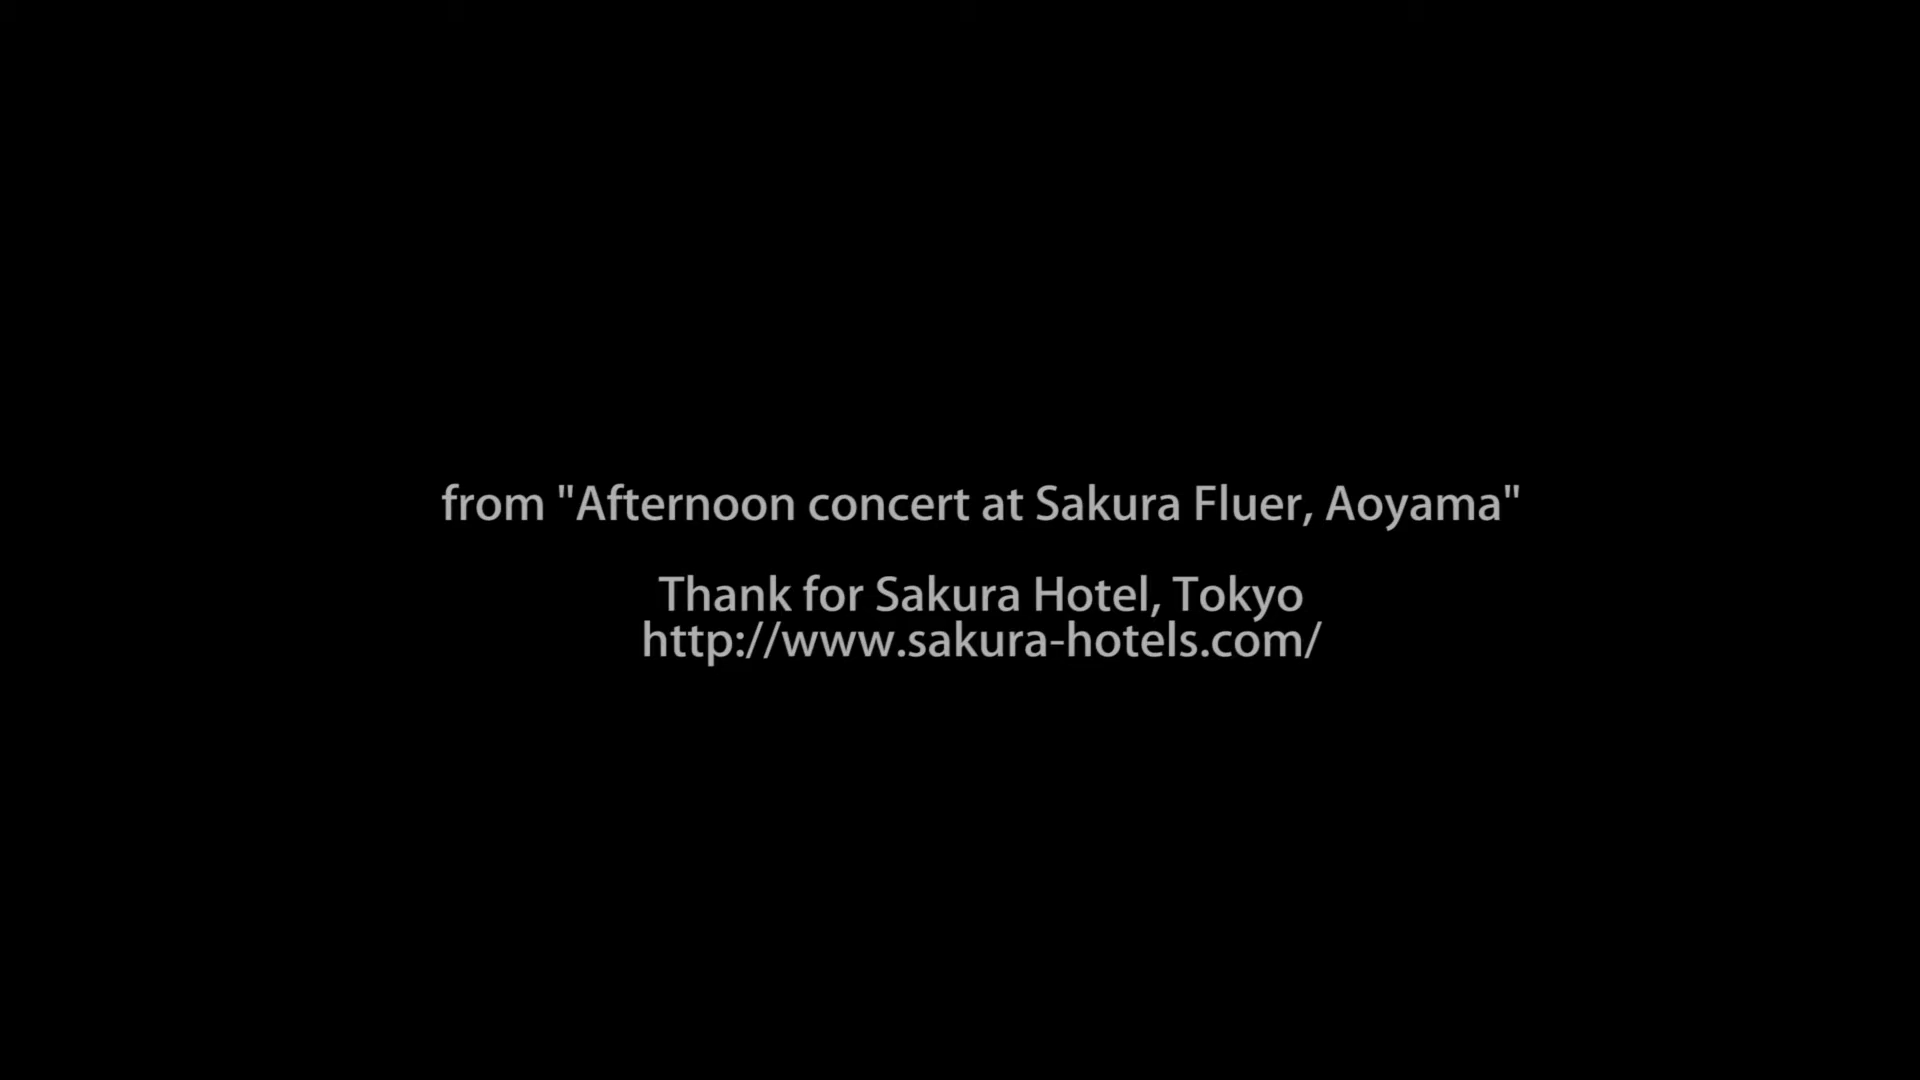 from "Afternoon concert at Sakura Fluer, Aoyama"
Thank for Sakura Hotel, Tokyo
http://www.sakura-hotels.com/